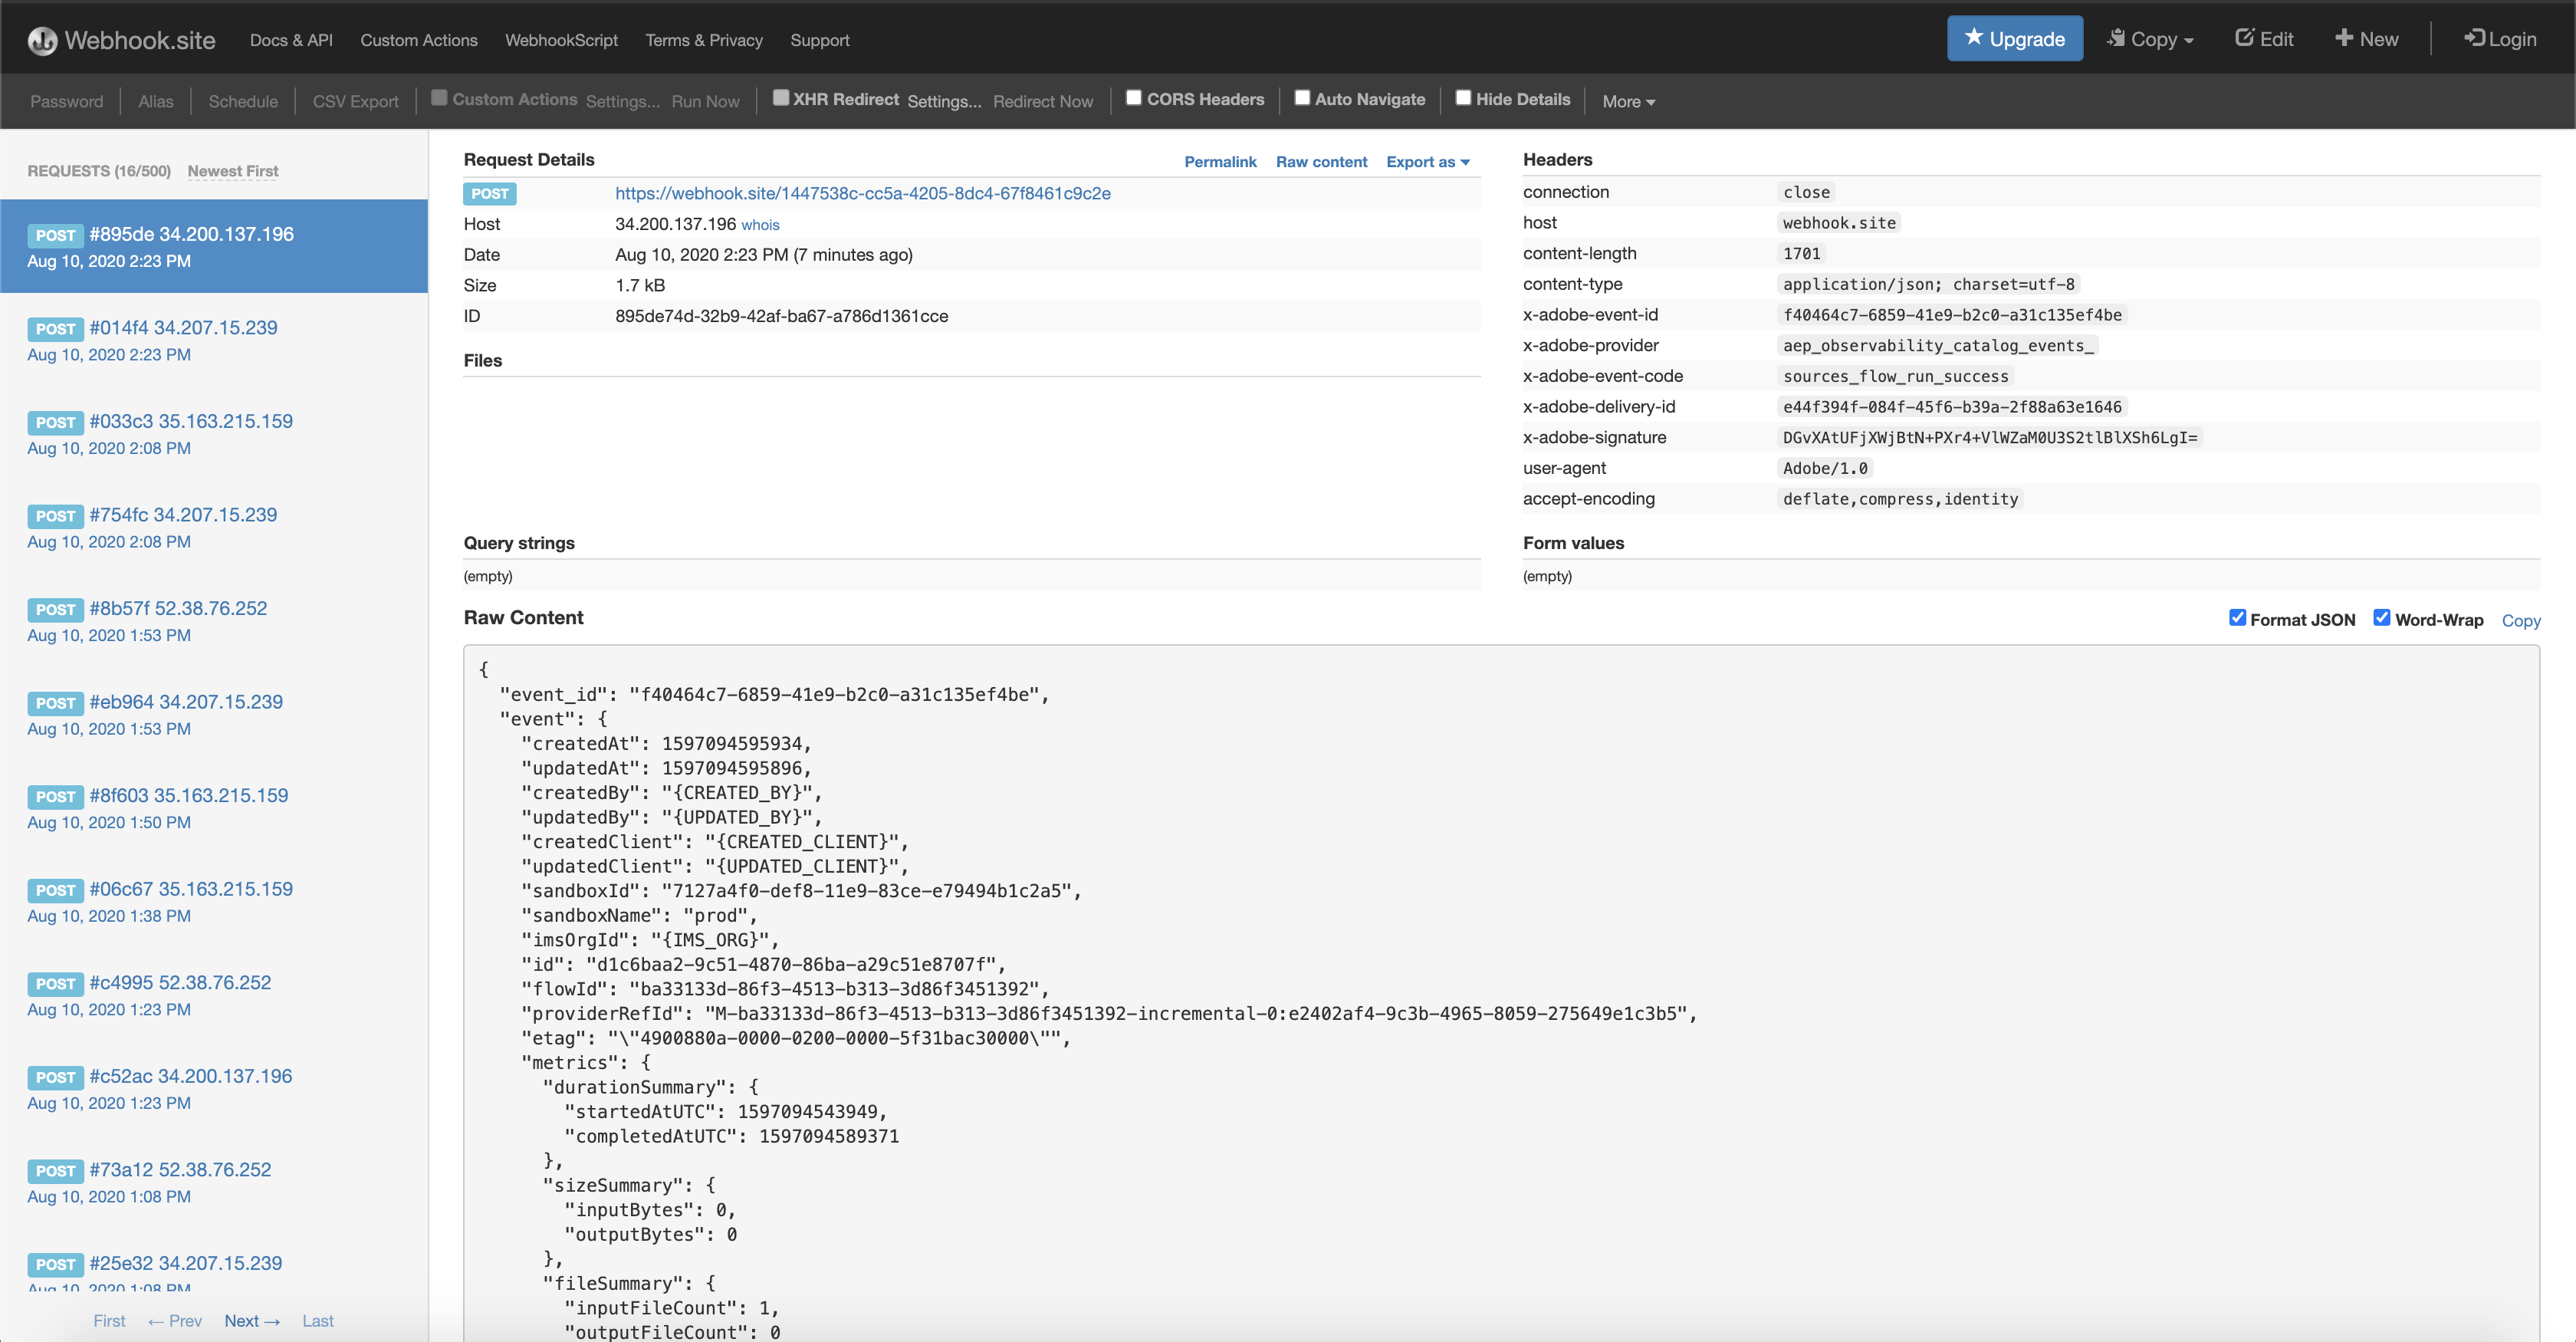 Webhook.site Docs & API Custom Actions WebhookScript Terms & Privacy Support Upgrade Copy Edit New Login
Password Alias Schedule CSV Export Custom Actions Settings... Run Now XHR Redirect Settings... Redirect Now CORS Headers Auto Navigate Hide Details More
REQUESTS (16/500) Newest First
POST #895de 34.200.137.196
Aug 10, 2020 2:23 PM
POST #014f4 34.207.15.239
Aug 10, 2020 2:23 PM
POST #033c3 35.163.215.159
Aug 10, 2020 2:08 PM
POST #754fc 34.207.15.239
Aug 10, 2020 2:08 PM
POST #8b57f 52.38.76.252
Aug 10, 2020 1:53 PM
POST #eb964 34.207.15.239
Aug 10, 2020 1:53 PM
POST #8f603 35.163.215.159
Aug 10, 2020 1:50 PM
POST #06c67 35.163.215.159
Aug 10, 2020 1:38 PM
POST #c4995 52.38.76.252
Aug 10, 2020 1:23 PM
POST #c52ac 34.200.137.196
Aug 10, 2020 1:23 PM
POST #73a12 52.38.76.252
Aug 10, 2020 1:08 PM
POST #25e32 34.207.15.239
Aug 10, 2020 1:08 PM
First ← Prev Next → Last
Request Details Permalink Raw content Export as
POST https://webhook.site/1447538c-cc5a-4205-8dc4-67f8461c9c2e
Host 34.200.137.196 whois
Date Aug 10, 2020 2:23 PM (7 minutes ago)
Size 1.7 kB
ID 895de74d-32b9-42af-ba67-a786d1361cce
Files
Headers
connection close
host webhook.site
content-length 1701
content-type application/json; charset=utf-8
x-adobe-event-id f40464c7-6859-41e9-b2c0-a31c135ef4be
x-adobe-provider aep_observability_catalog_events_
x-adobe-event-code sources_flow_run_success
x-adobe-delivery-id e44f394f-084f-45f6-b39a-2f88a63e1646
x-adobe-signature DGvXAtUFjXWjBtN+PXr4+VlWZaM0U3S2tlBlXSh6LgI=
user-agent Adobe/1.0
accept-encoding deflate,compress,identity
Query strings
(empty)
Form values
(empty)
Raw Content Format JSON Word-Wrap Copy
{
"event_id": "f40464c7-6859-41e9-b2c0-a31c135ef4be",
"event": {
"createdAt": 1597094595934,
"updatedAt": 1597094595896,
"createdBy": "{CREATED_BY}",
"updatedBy": "{UPDATED_BY}",
"createdClient": "{CREATED_CLIENT}",
"updatedClient": "{UPDATED_CLIENT}",
"sandboxId": "7127a4f0-def8-11e9-83ce-e79494b1c2a5",
"sandboxName": "prod",
"imsOrgId": "{IMS_ORG}",
"id": "d1c6baa2-9c51-4870-86ba-a29c51e8707f",
"flowId": "ba33133d-86f3-4513-b313-3d86f3451392",
"providerRefId": "M-ba33133d-86f3-4513-b313-3d86f3451392-incremental-0:e2402af4-9c3b-4965-8059-275649e1c3b5",
"etag": "\"4900880a-0000-0200-0000-5f31bac30000\"",
"metrics": {
"durationSummary": {
"startedAtUTC": 1597094543949,
"completedAtUTC": 1597094589371
},
"sizeSummary": {
"inputBytes": 0,
"outputBytes": 0
},
"fileSummary": {
"inputFileCount": 1,
"outputFileCount": 0